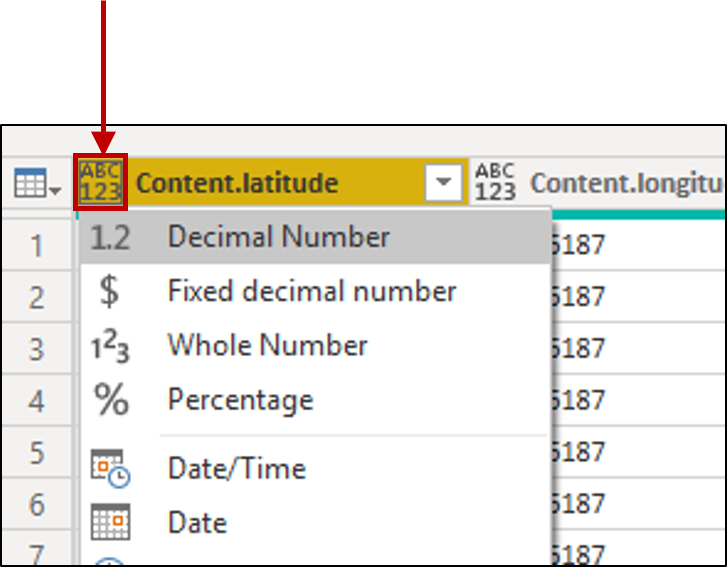 ABC
123
Content.latitude
ABC
123
Content.longitu
1.2 Decimal Number
$ Fixed decimal number
123 Whole Number
% Percentage
Date/Time
Date
1 5187
2 5187
3 5187
4 5187
5 5187
6 5187
7 5187